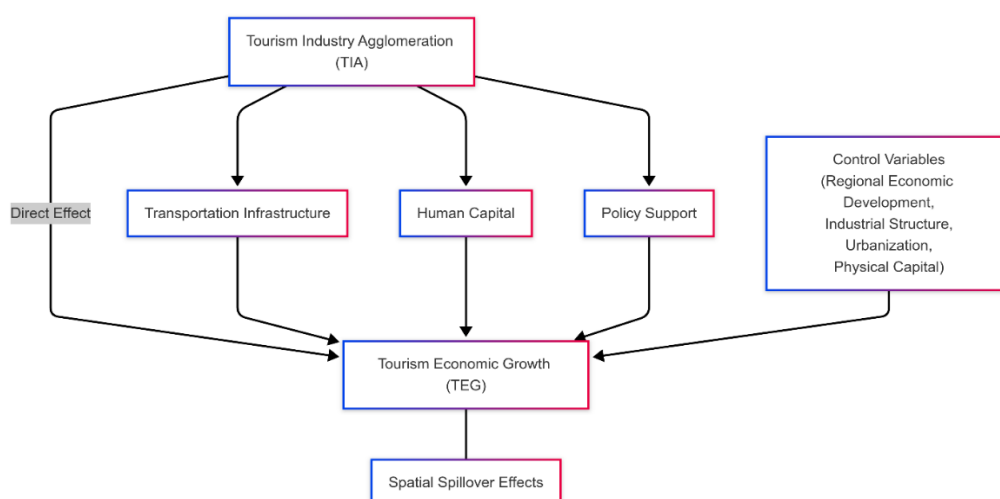 Tourism Industry Agglomeration
(TIA)
Control Variables
(Regional Economic
Development,
Industrial Structure,
Urbanization,
Physical Capital)
Direct Effect
Transportation Infrastructure
Human Capital
Policy Support
Tourism Economic Growth
(TEG)
Spatial Spillover Effects